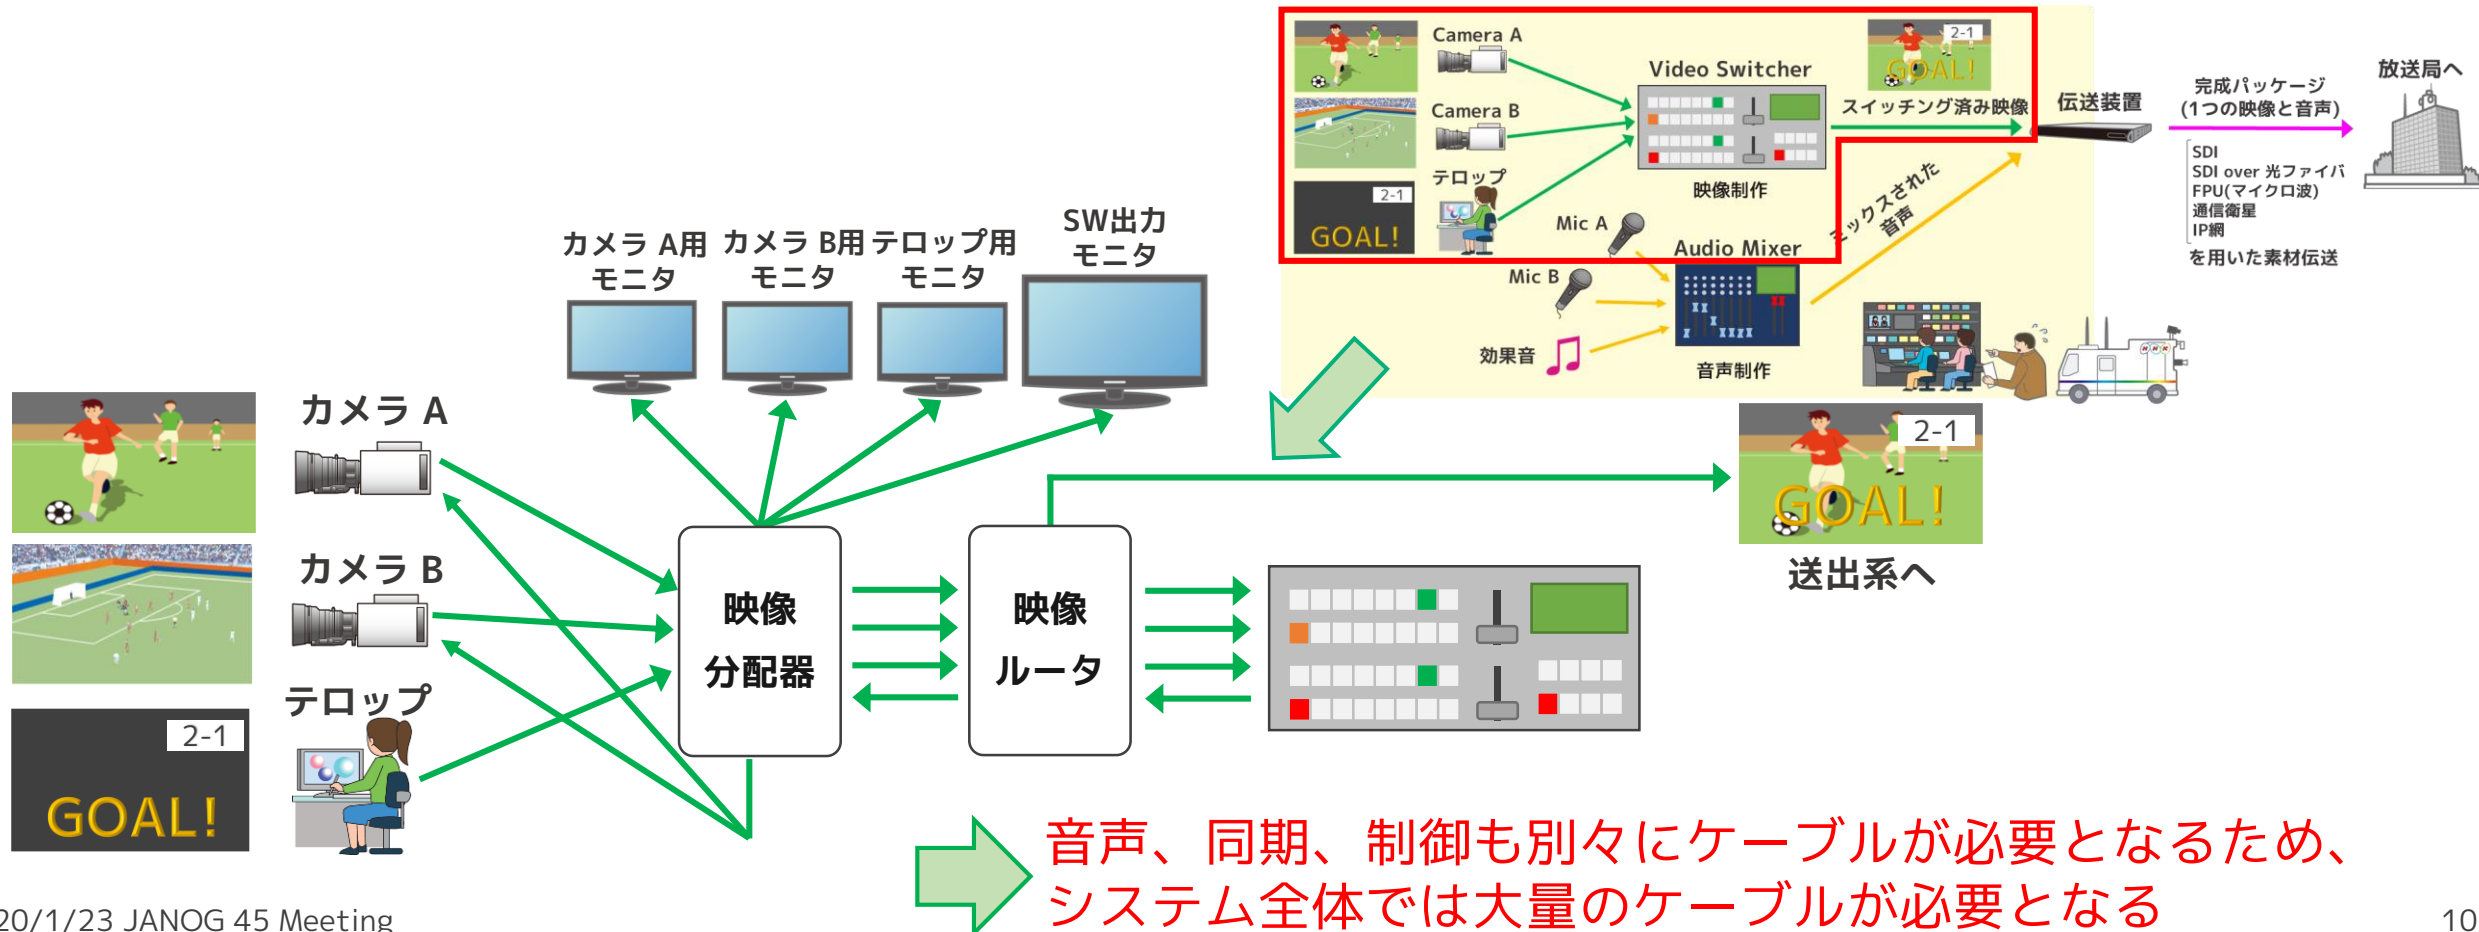 Camera A
Camera B
テロップ
2-1
GOAL!
Video Switcher
映像制作
2-1
GOAL!
スイッチング済み映像
伝送装置
完成パッケージ
(1つの映像と音声)
放送局へ
SDI
SDI over 光ファイバ
FPU(マイクロ波)
通信衛星
IP網
を用いた素材伝送
Mic A
Mic B
効果音
Audio Mixer
音声制作
ミックスされた
音声
NHK
カメラ A用
モニタ
カメラ B用
モニタ
テロップ用
モニタ
SW出力
モニタ
カメラ A
カメラ B
テロップ
2-1
GOAL!
映像
分配器
映像
ルータ
2-1
GOAL!
送出系へ
音声、同期、制御も別々にケーブルが必要となるため、
システム全体では大量のケーブルが必要となる
20/1/23 JANOG 45 Meeting
10